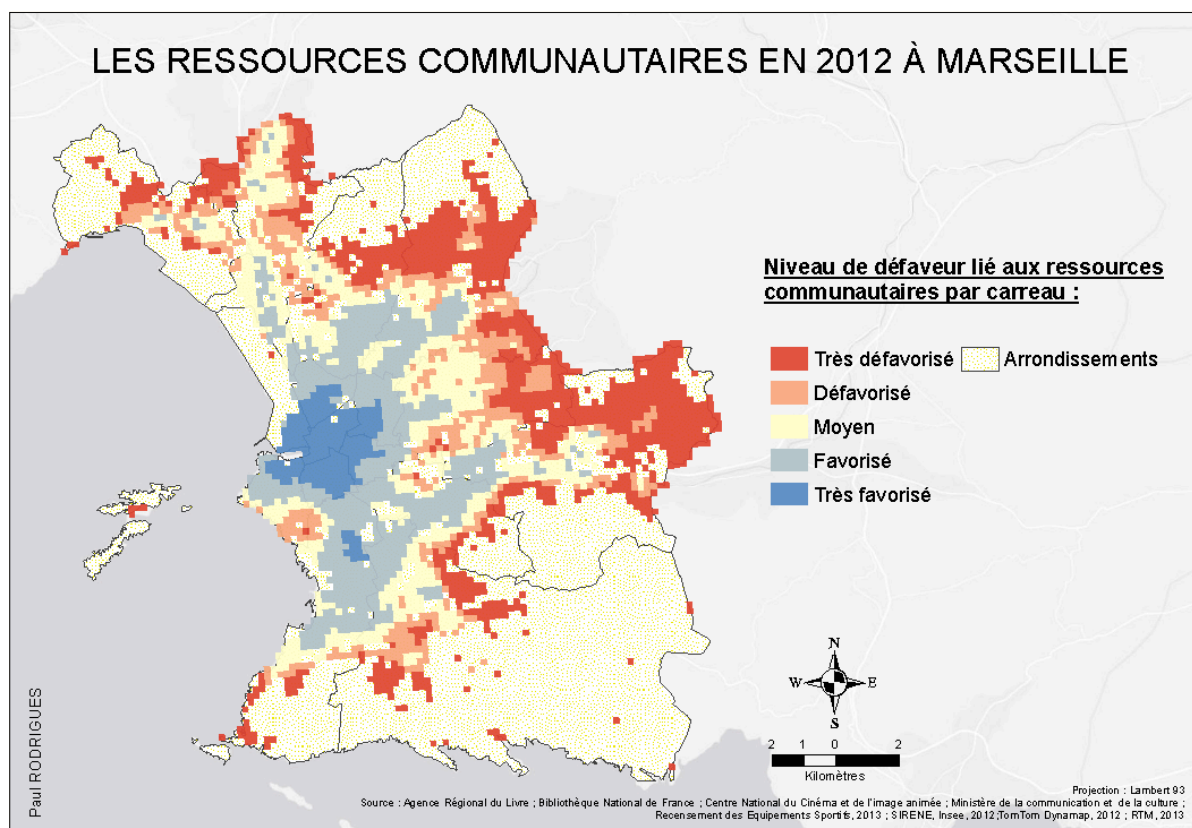 LES RESSOURCES COMMUNAUTAIRES EN 2012 À MARSEILLE
Niveau de défaveur lié aux ressources
communautaires par carreau :
Très défavorisé
Arrondissements
Défavorisé
Moyen
Favorisé
Très favorisé
N
W
E
S
2 1 0 2
Kilomètres
Paul RODRIGUES
Projection : Lambert 93
Source : Agence Régional du Livre ; Bibliothèque National de France ; Centre National du Cinéma et de l'image animée ; Ministère de la communication et de la culture ;
Recensement des Equipements Sportifs, 2013 ; SIRENE, Insee, 2012 ;TomTom Dynamap, 2012 ; RTM, 2013